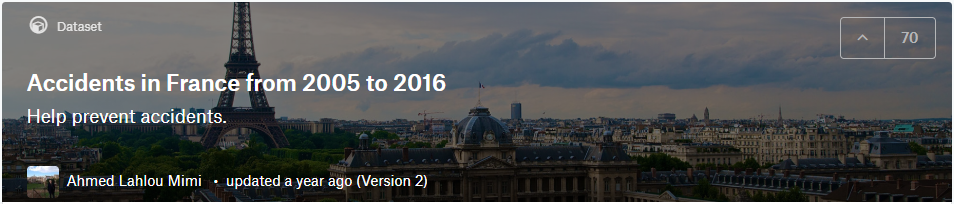 Dataset
70
Accidents in France from 2005 to 2016
Help prevent accidents.
Ahmed Lahlou Mimi • updated a year ago (Version 2)